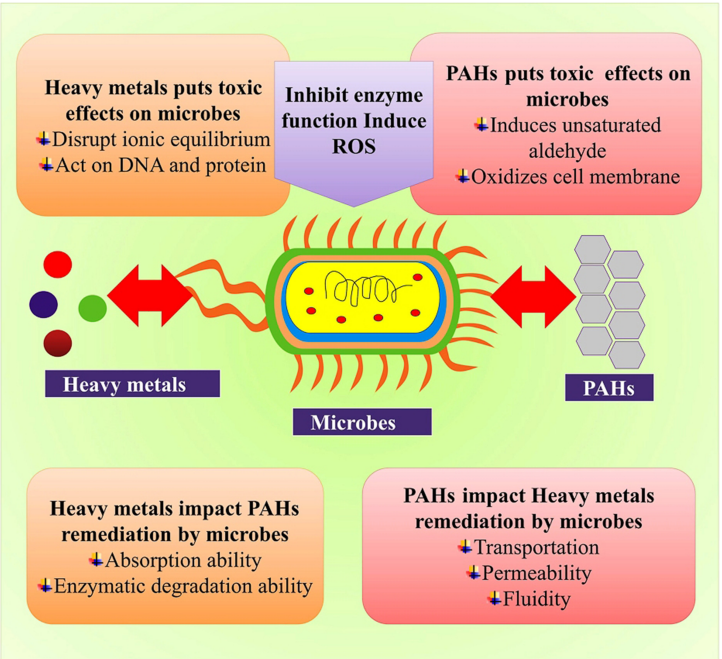 Heavy metals puts toxic
effects on microbes
Disrupt ionic equilibrium
Act on DNA and protein
Inhibit enzyme
function Induce
ROS
PAHs puts toxic effects on
microbes
Induces unsaturated
aldehyde
Oxidizes cell membrane
Heavy metals
Microbes
PAHs
Heavy metals impact PAHs
remediation by microbes
Absorption ability
Enzymatic degradation ability
PAHs impact Heavy metals
remediation by microbes
Transportation
Permeability
Fluidity